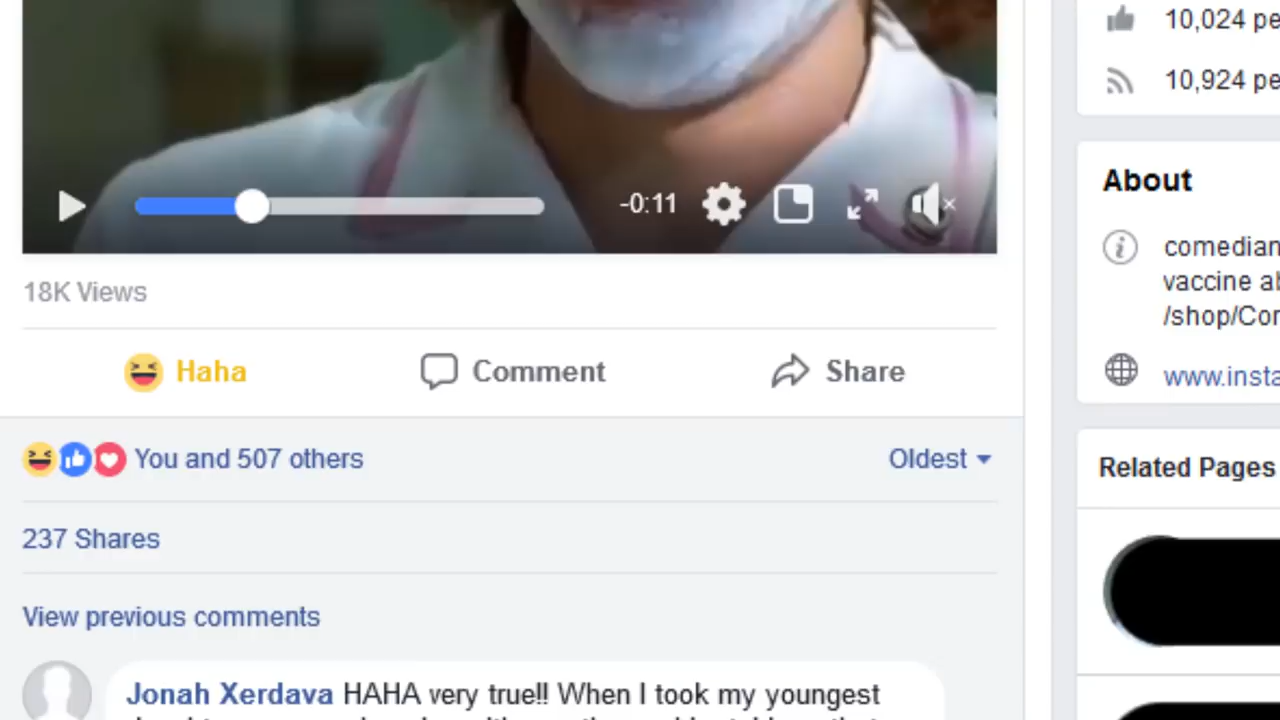 -0:11
18K Views
Haha
Comment
Share
You and 507 others
Oldest
237 Shares
View previous comments
Jonah Xerdava HAHA very true!! When I took my youngest
10,024 pe
10,924 pe
About
comedian
vaccine ab
/shop/Cor
www.insta
Related Pages